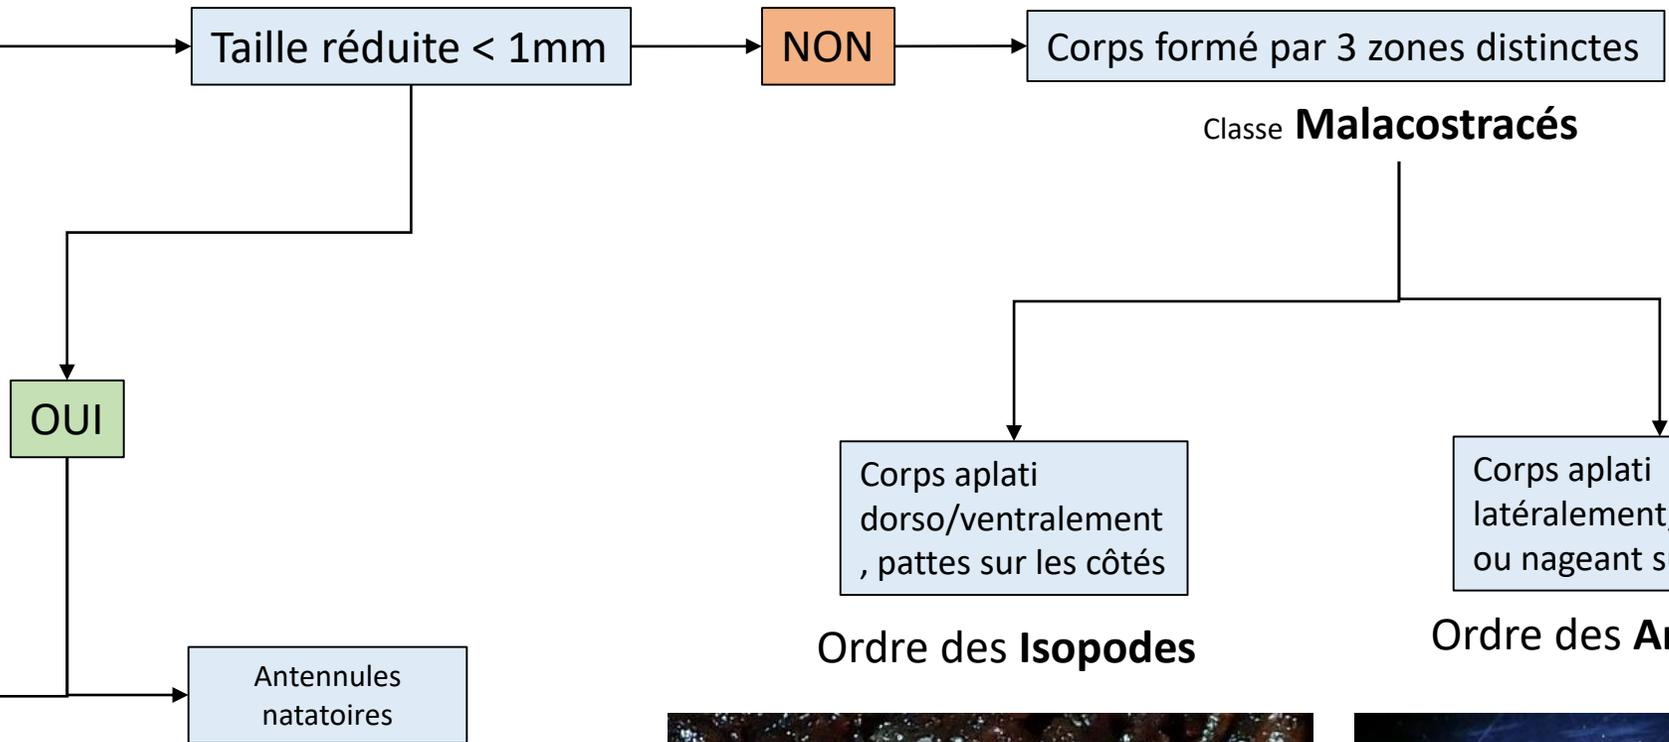 Taille réduite < 1mm
NON
Corps formé par 3 zones distinctes
Classe Malacostracés
OUI
Corps aplati
dorso/ventralement
, pattes sur les côtés
Corps aplati
latéralement,
ou nageant
Ordre des Isopodes
Ordre des
Antennules
natatoires